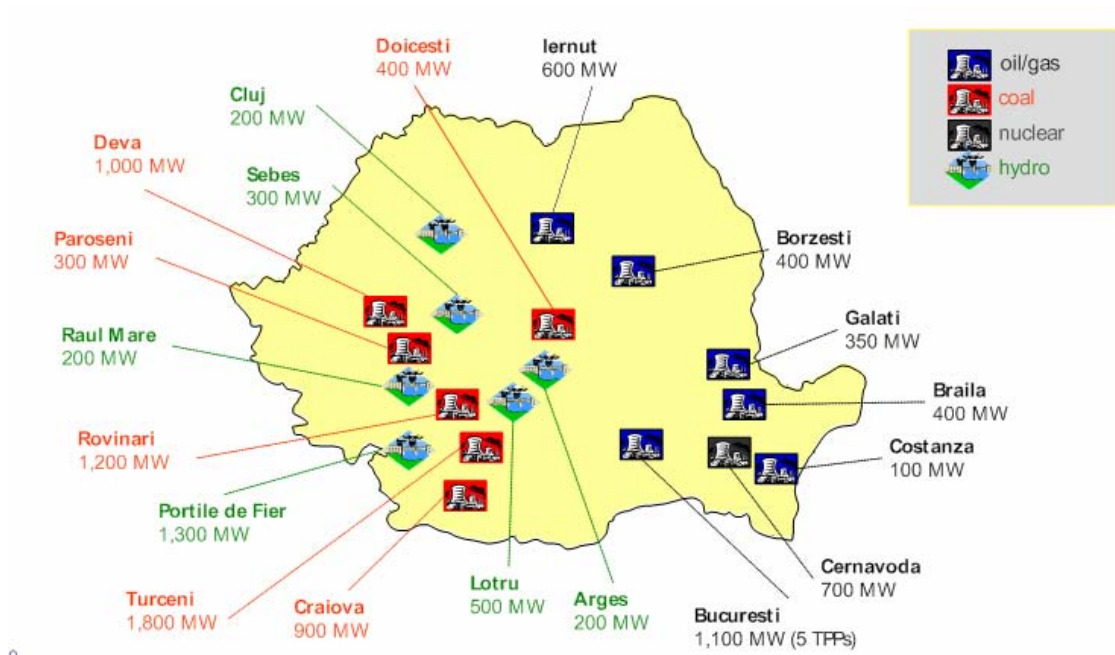 Doicesti
400 MW
Iernut
600 MW
oil/gas
coal
nuclear
hydro
Cluj
200 MW
Deva
1,000 MW
Sebes
300 MW
Paroseni
300 MW
Borzesti
400 MW
Raul Mare
200 MW
Galati
350 MW
Braila
400 MW
Rovinari
1,200 MW
Costanza
100 MW
Portile de Fier
1,300 MW
Cernavoda
700 MW
Turceni
1,800 MW
Craiova
900 MW
Lotru
500 MW
Arges
200 MW
Bucuresti
1,100 MW (5 TPPs)